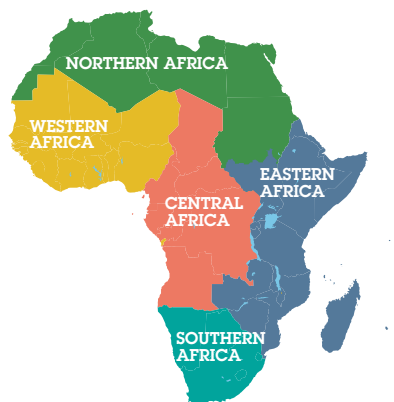 NORTHERN AFRICA
WESTERN
AFRICA
EASTERN
AFRICA
CENTRAL
AFRICA
SOUTHERN
AFRICA